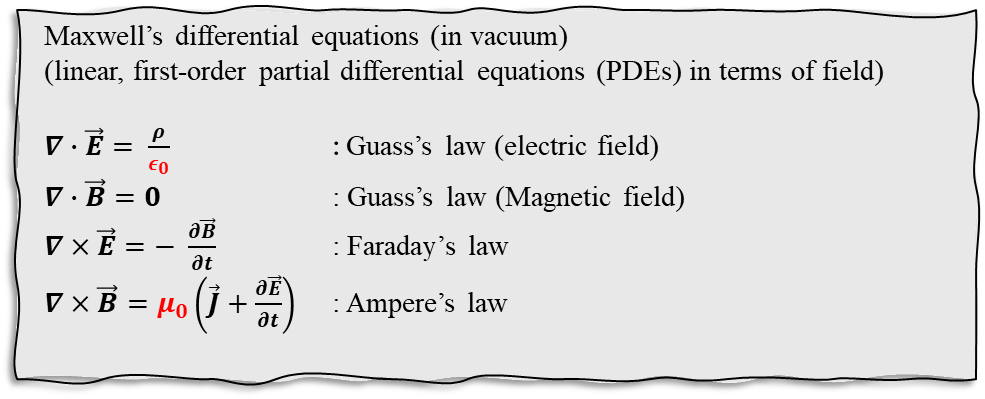 Maxwell's differential equations (in vacuum)
(linear, first-order partial differential equations (PDEs) in terms of field)
∇ · E⃗ = ρ/ϵ₀ : Guass's law (electric field)
∇ · B⃗ = 0 : Guass's law (Magnetic field)
∇ × E⃗ = − ∂B⃗/∂t : Faraday's law
∇ × B⃗ = μ₀ (J⃗ + ∂E⃗/∂t) : Ampere's law